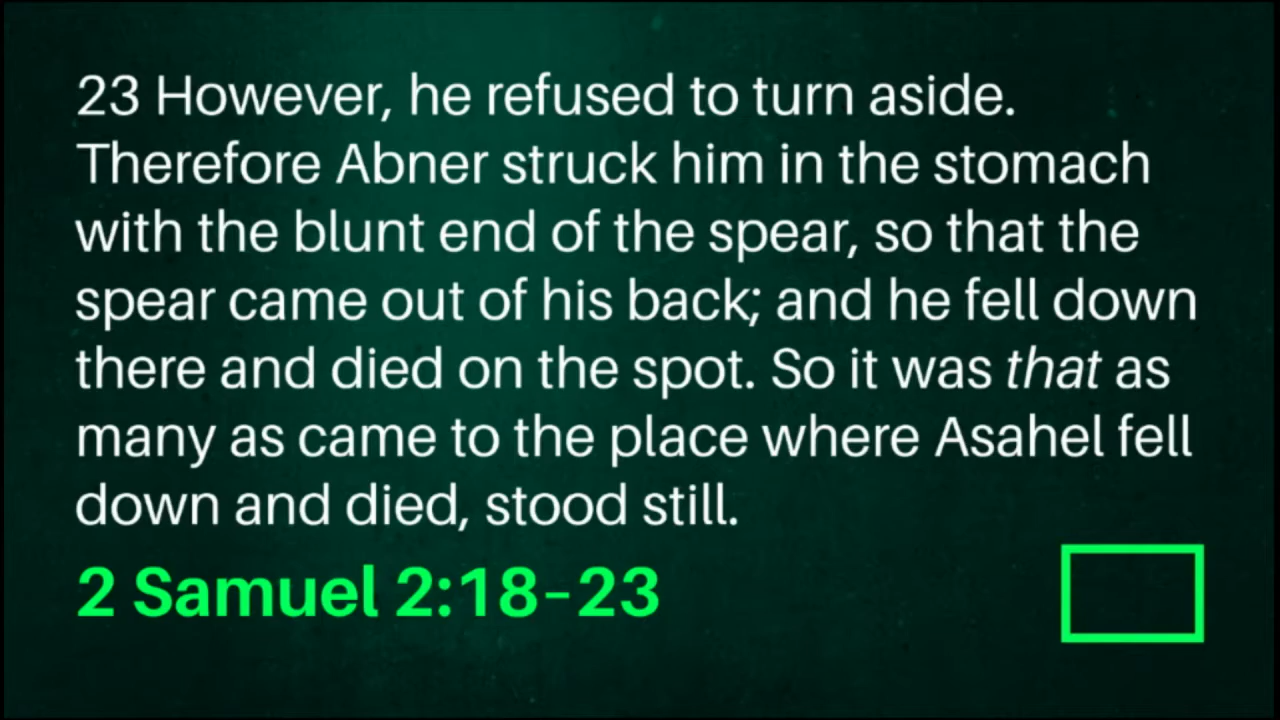 23 However, he refused to turn aside.
Therefore Abner struck him in the stomach
with the blunt end of the spear, so that the
spear came out of his back; and he fell down
there and died on the spot. So it was that as
many as came to the place where Asahel fell
down and died, stood still.
2 Samuel 2:18–23